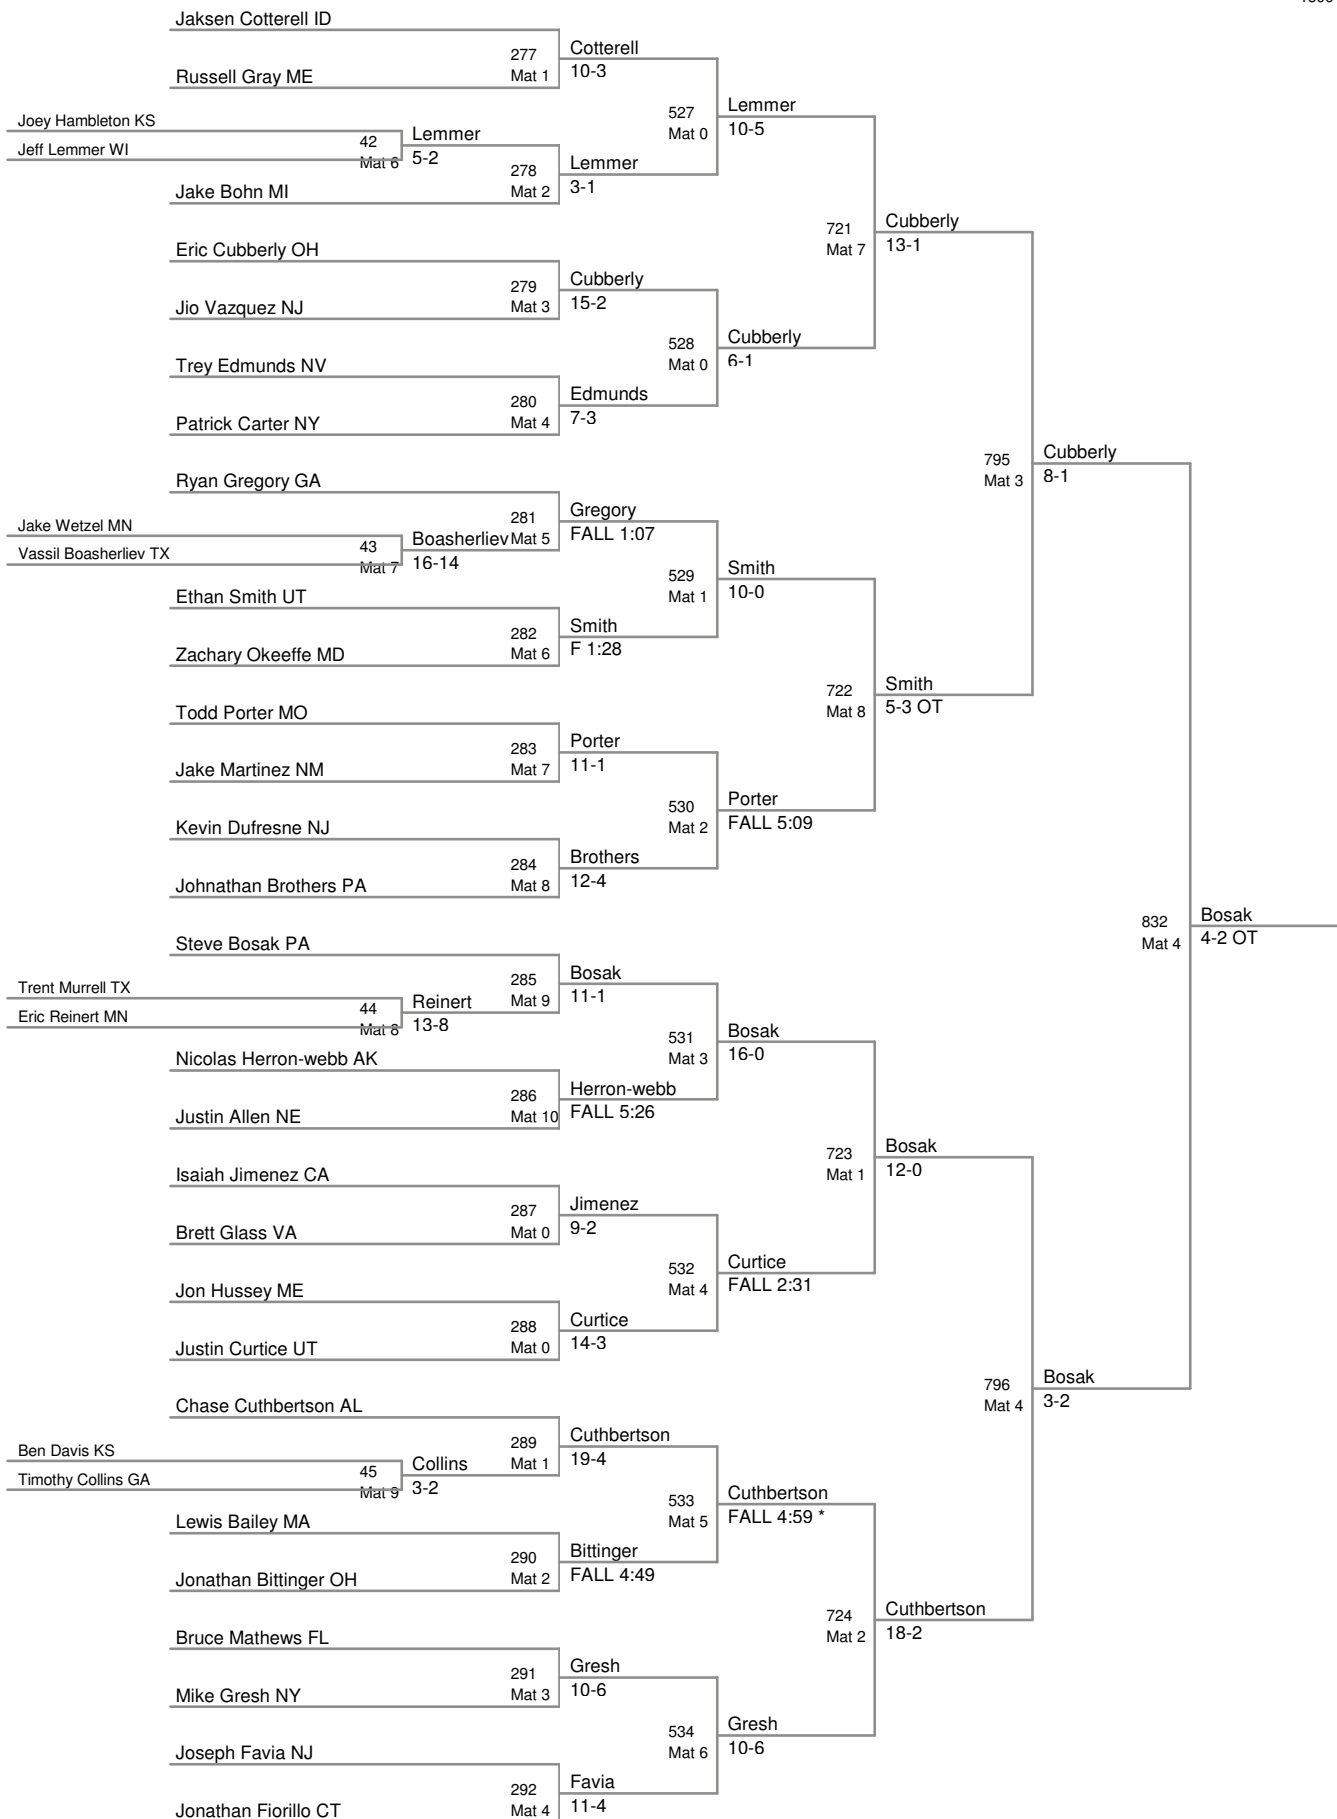 Jaksen Cotterell ID
277
Mat 1
Cotterell
10-3
Russell Gray ME
Joey Hambleton KS
42
Mat 6
Lemmer
5-2
Jeff Lemmer WI
527
Mat 0
Lemmer
10-5
278
Mat 2
Lemmer
3-1
Jake Bohn MI
721
Mat 7
Cubberly
13-1
Eric Cubberly OH
279
Mat 3
Cubberly
15-2
Jio Vazquez NJ
528
Mat 0
Cubberly
6-1
Trey Edmunds NV
280
Mat 4
Edmunds
7-3
Patrick Carter NY
795
Mat 3
Cubberly
8-1
Ryan Gregory GA
281
Mat 5
Gregory
FALL 1:07
Jake Wetzel MN
43
Mat 7
Boasherliev
16-14
Vassil Boasherliev TX
529
Mat 1
Smith
10-0
Ethan Smith UT
282
Mat 6
Smith
F 1:28
Zachary Okeeffe MD
722
Mat 8
Smith
5-3 OT
Todd Porter MO
283
Mat 7
Porter
11-1
Jake Martinez NM
530
Mat 2
Porter
FALL 5:09
Kevin Dufresne NJ
284
Mat 8
Brothers
12-4
Johnathan Brothers PA
832
Mat 4
Bosak
4-2 OT
Steve Bosak PA
285
Mat 9
Bosak
11-1
Trent Murrell TX
44
Mat 8
Reinert
13-8
Eric Reinert MN
531
Mat 3
Bosak
16-0
Nicolas Herron-webb AK
286
Mat 10
Herron-webb
FALL 5:26
Justin Allen NE
723
Mat 1
Bosak
12-0
Isaiah Jimenez CA
287
Mat 0
Jimenez
9-2
Brett Glass VA
532
Mat 4
Curtice
FALL 2:31
Jon Hussey ME
288
Mat 0
Curtice
14-3
Justin Curtice UT
796
Mat 4
Bosak
3-2
Chase Cuthbertson AL
289
Mat 1
Cuthbertson
19-4
Ben Davis KS
45
Mat 9
Collins
3-2
Timothy Collins GA
533
Mat 5
Cuthbertson
FALL 4:59 *
Lewis Bailey MA
290
Mat 2
Bittinger
FALL 4:49
Jonathan Bittinger OH
724
Mat 2
Cuthbertson
18-2
Bruce Mathews FL
291
Mat 3
Gresh
10-6
Mike Gresh NY
534
Mat 6
Gresh
10-6
Joseph Favia NJ
292
Mat 4
Favia
11-4
Jonathan Fiorillo CT